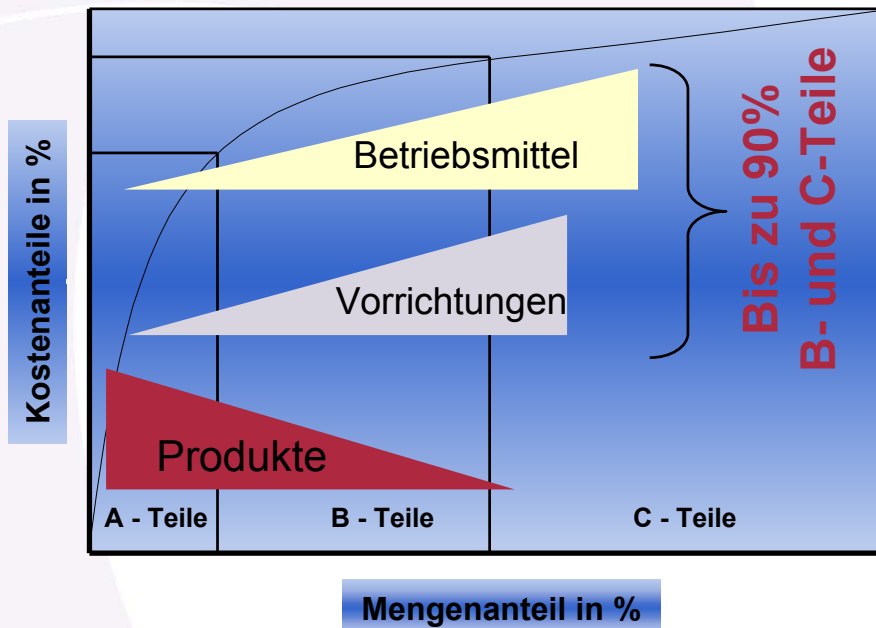 Kostenanteile in %
Betriebsmittel
Vorrichtungen
Produkte
Bis zu 90%
B- und C-Teile
A - Teile
B - Teile
C - Teile
Mengenanteil in %